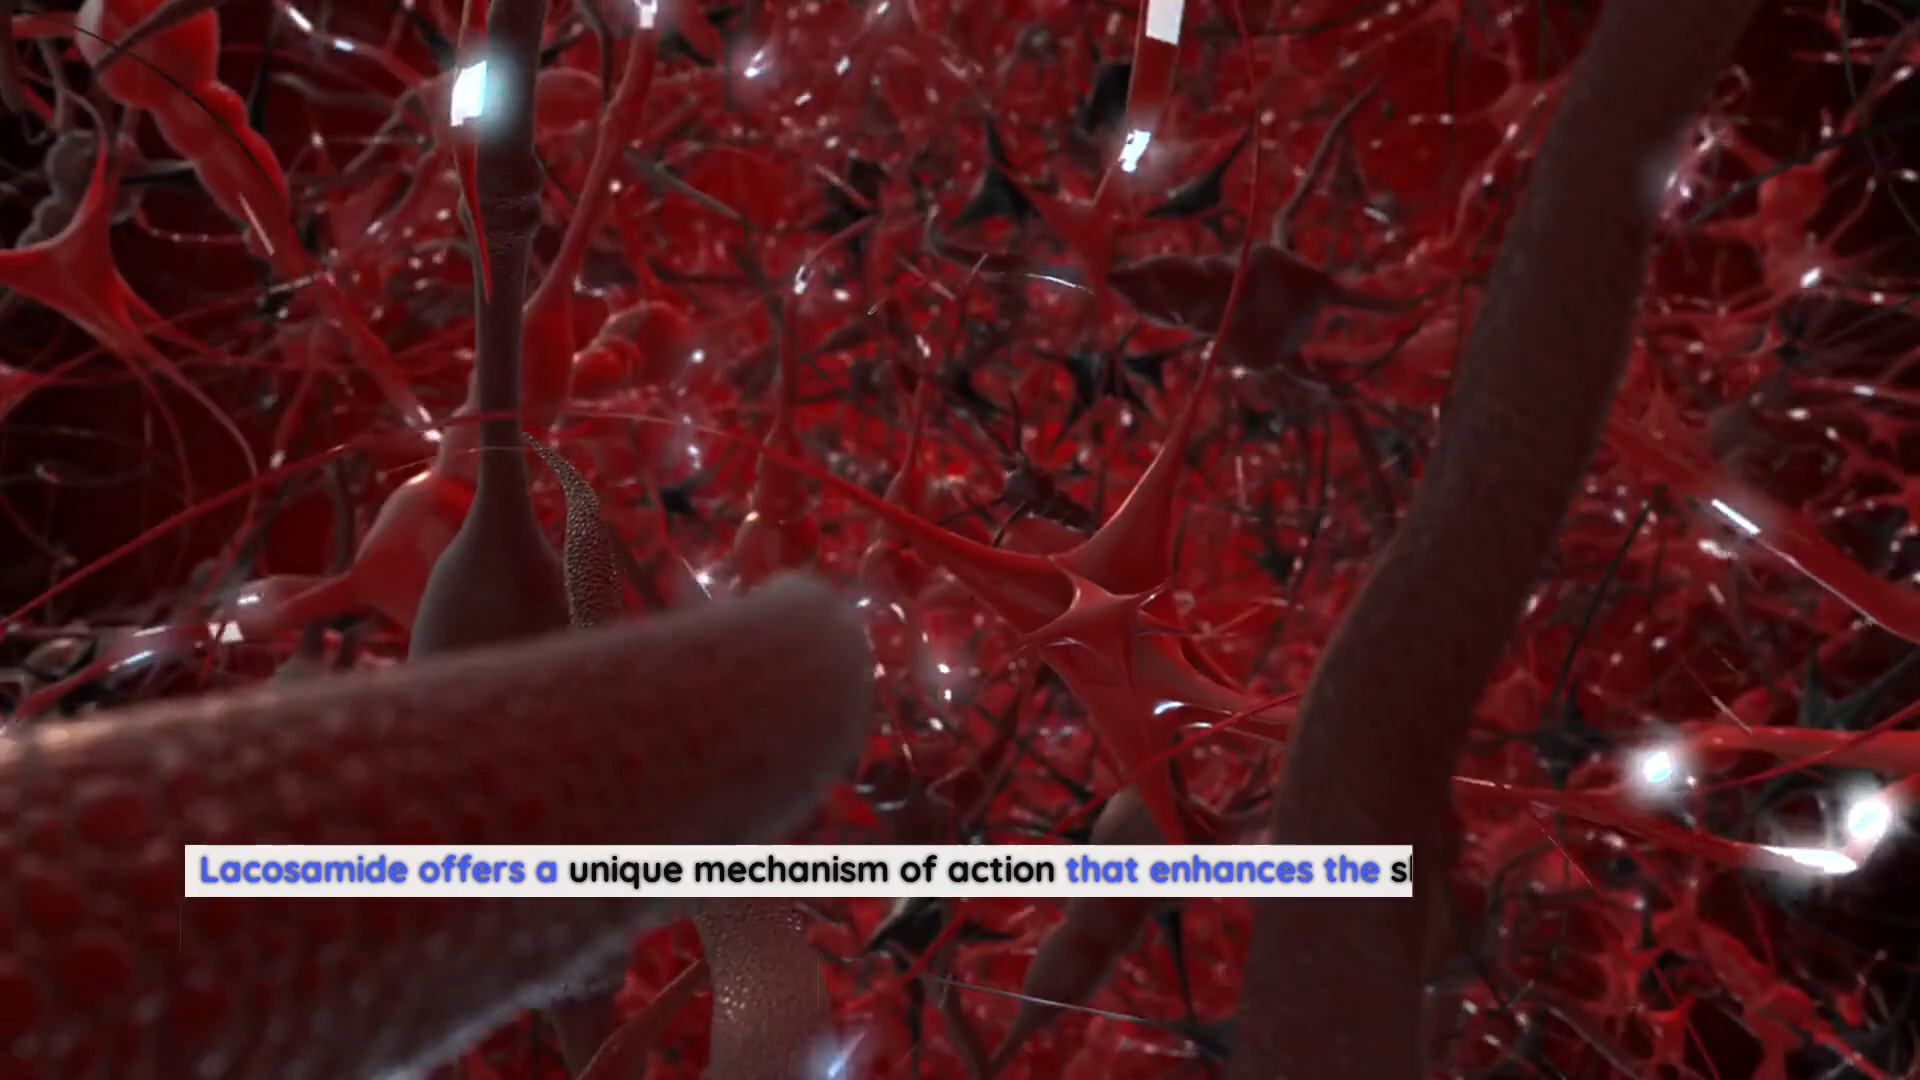 Lacosamide offers a unique mechanism of action that enhances the